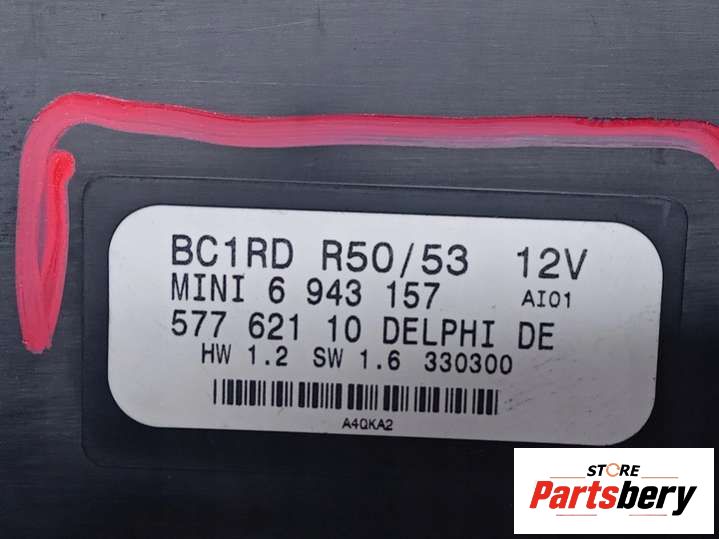 BC1RD R50/53 12V
MINI 6 943 157 AI01
577 621 10 DELPHI DE
HW 1.2 SW 1.6 330300
A4QKA2
STORE
Partsbery